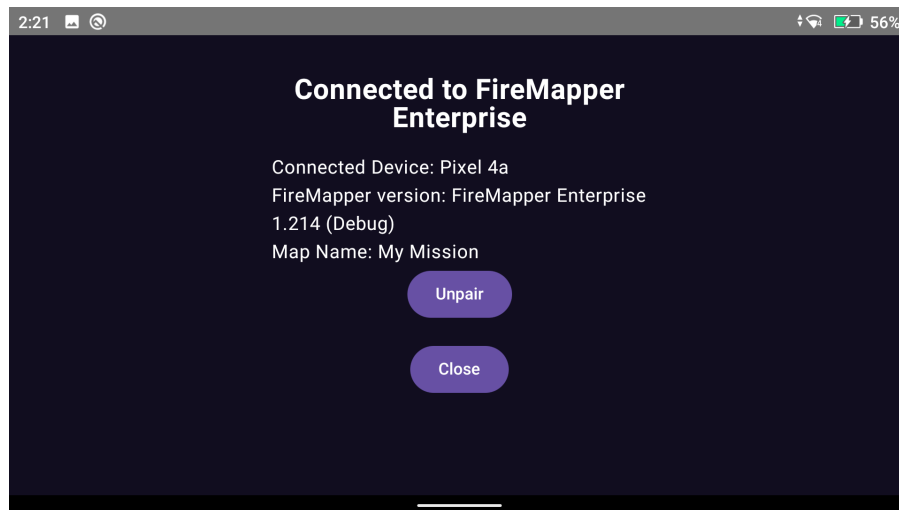 2:21
56%
Connected to FireMapper
Enterprise
Connected Device: Pixel 4a
FireMapper version: FireMapper Enterprise
1.214 (Debug)
Map Name: My Mission
Unpair
Close